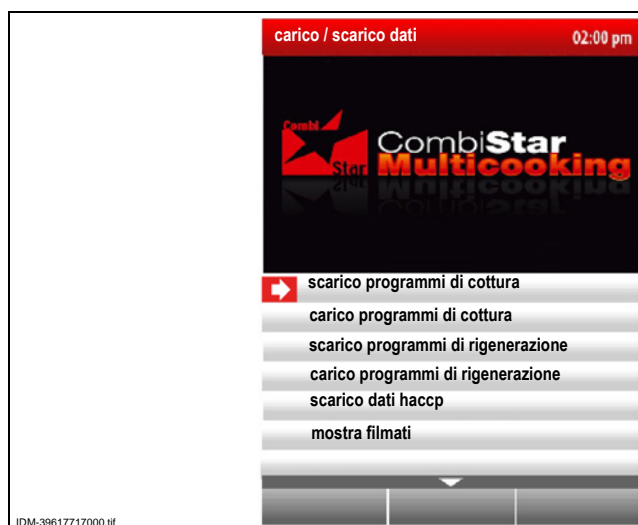 carico / scarico dati 02:00 pm
Combi
Star
CombiStar
Multicooking
scarico programmi di cottura
carico programmi di cottura
scarico programmi di rigenerazione
carico programmi di rigenerazione
scarico dati haccp
mostra filmati
IDM-39617717000.tif